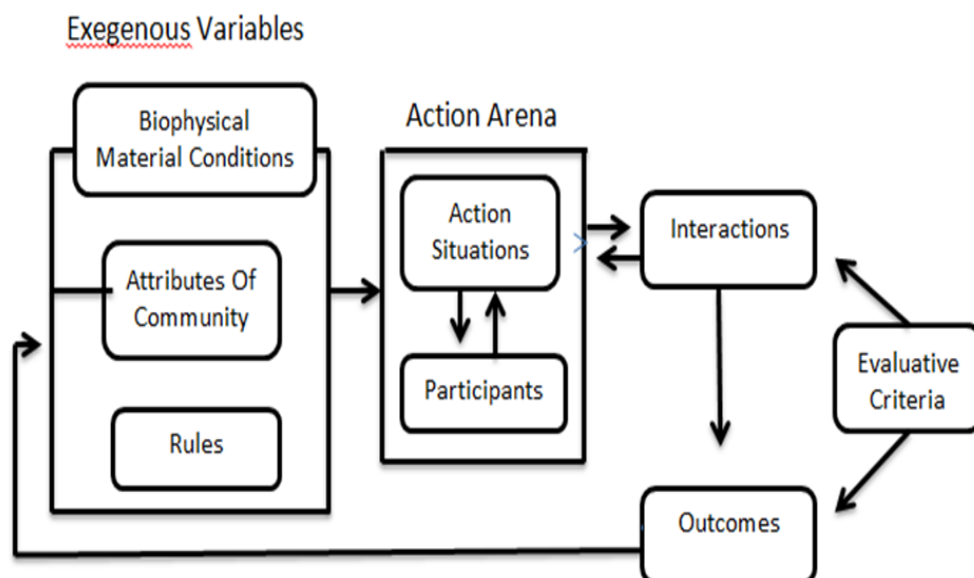 Exegenous Variables
Biophysical
Material Conditions
Attributes Of
Community
Rules
Action Arena
Action
Situations
Participants
Interactions
Evaluative
Criteria
Outcomes